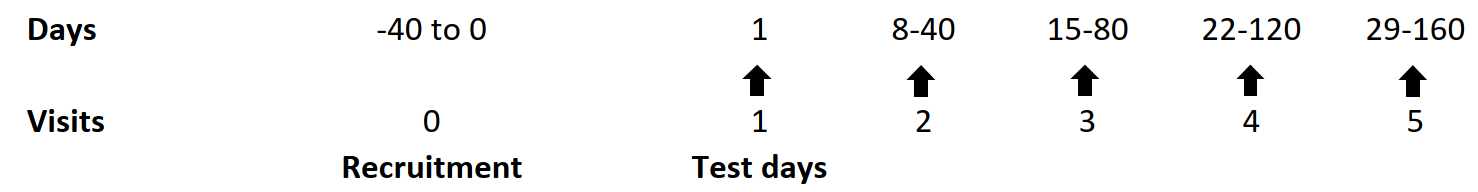 Days -40 to 0 1 8-40 15-80 22-120 29-160
Visits 0 1 2 3 4 5
Recruitment Test days